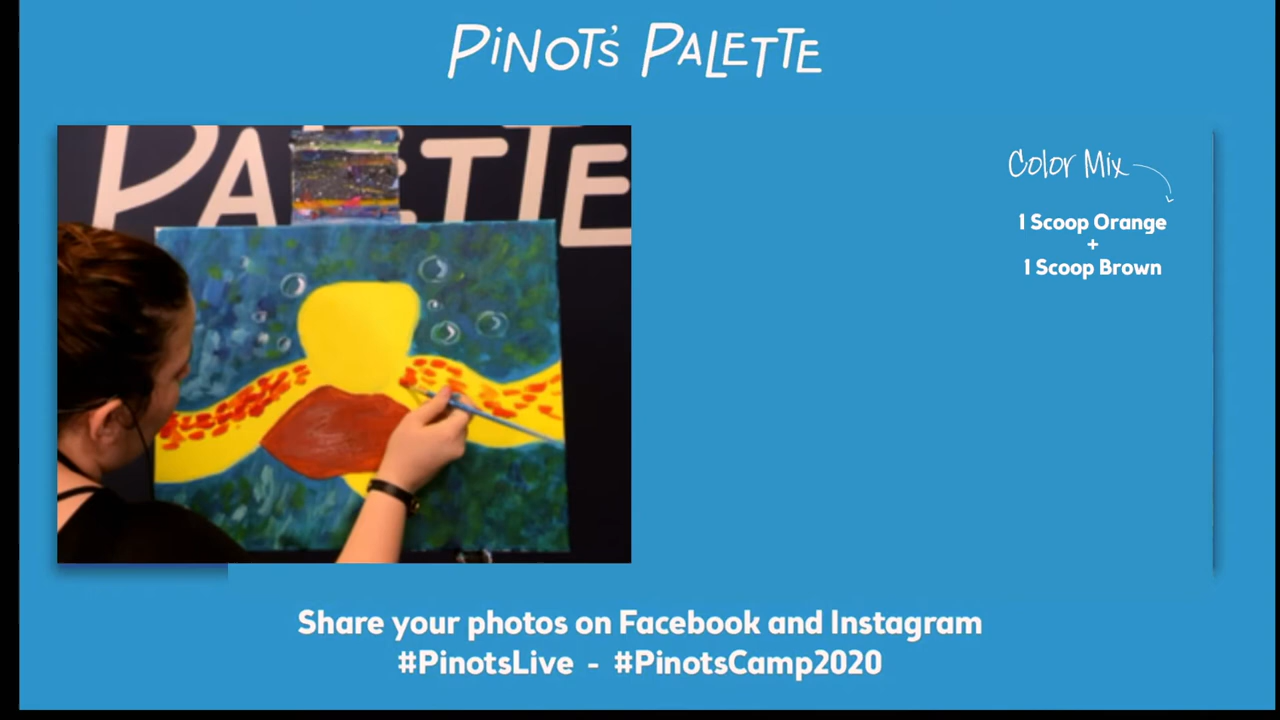 PiNOT'S PALETTE
PALETTE
Color Mix
1 Scoop Orange
+
1 Scoop Brown
Share your photos on Facebook and Instagram
#PinotsLive - #PinotsCamp2020